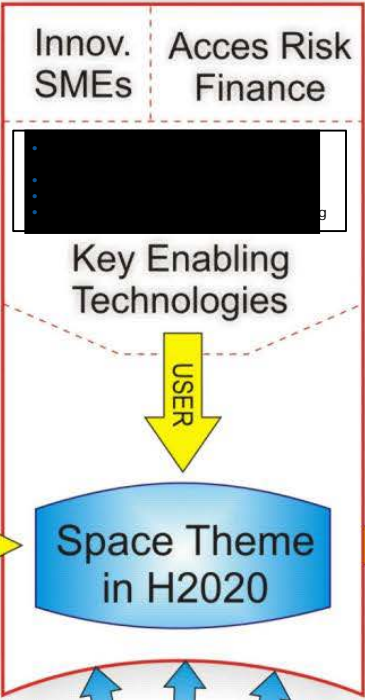 Innov.
SMEs
Acces Risk
Finance
Key Enabling
Technologies
USER
Space Theme
in H2020